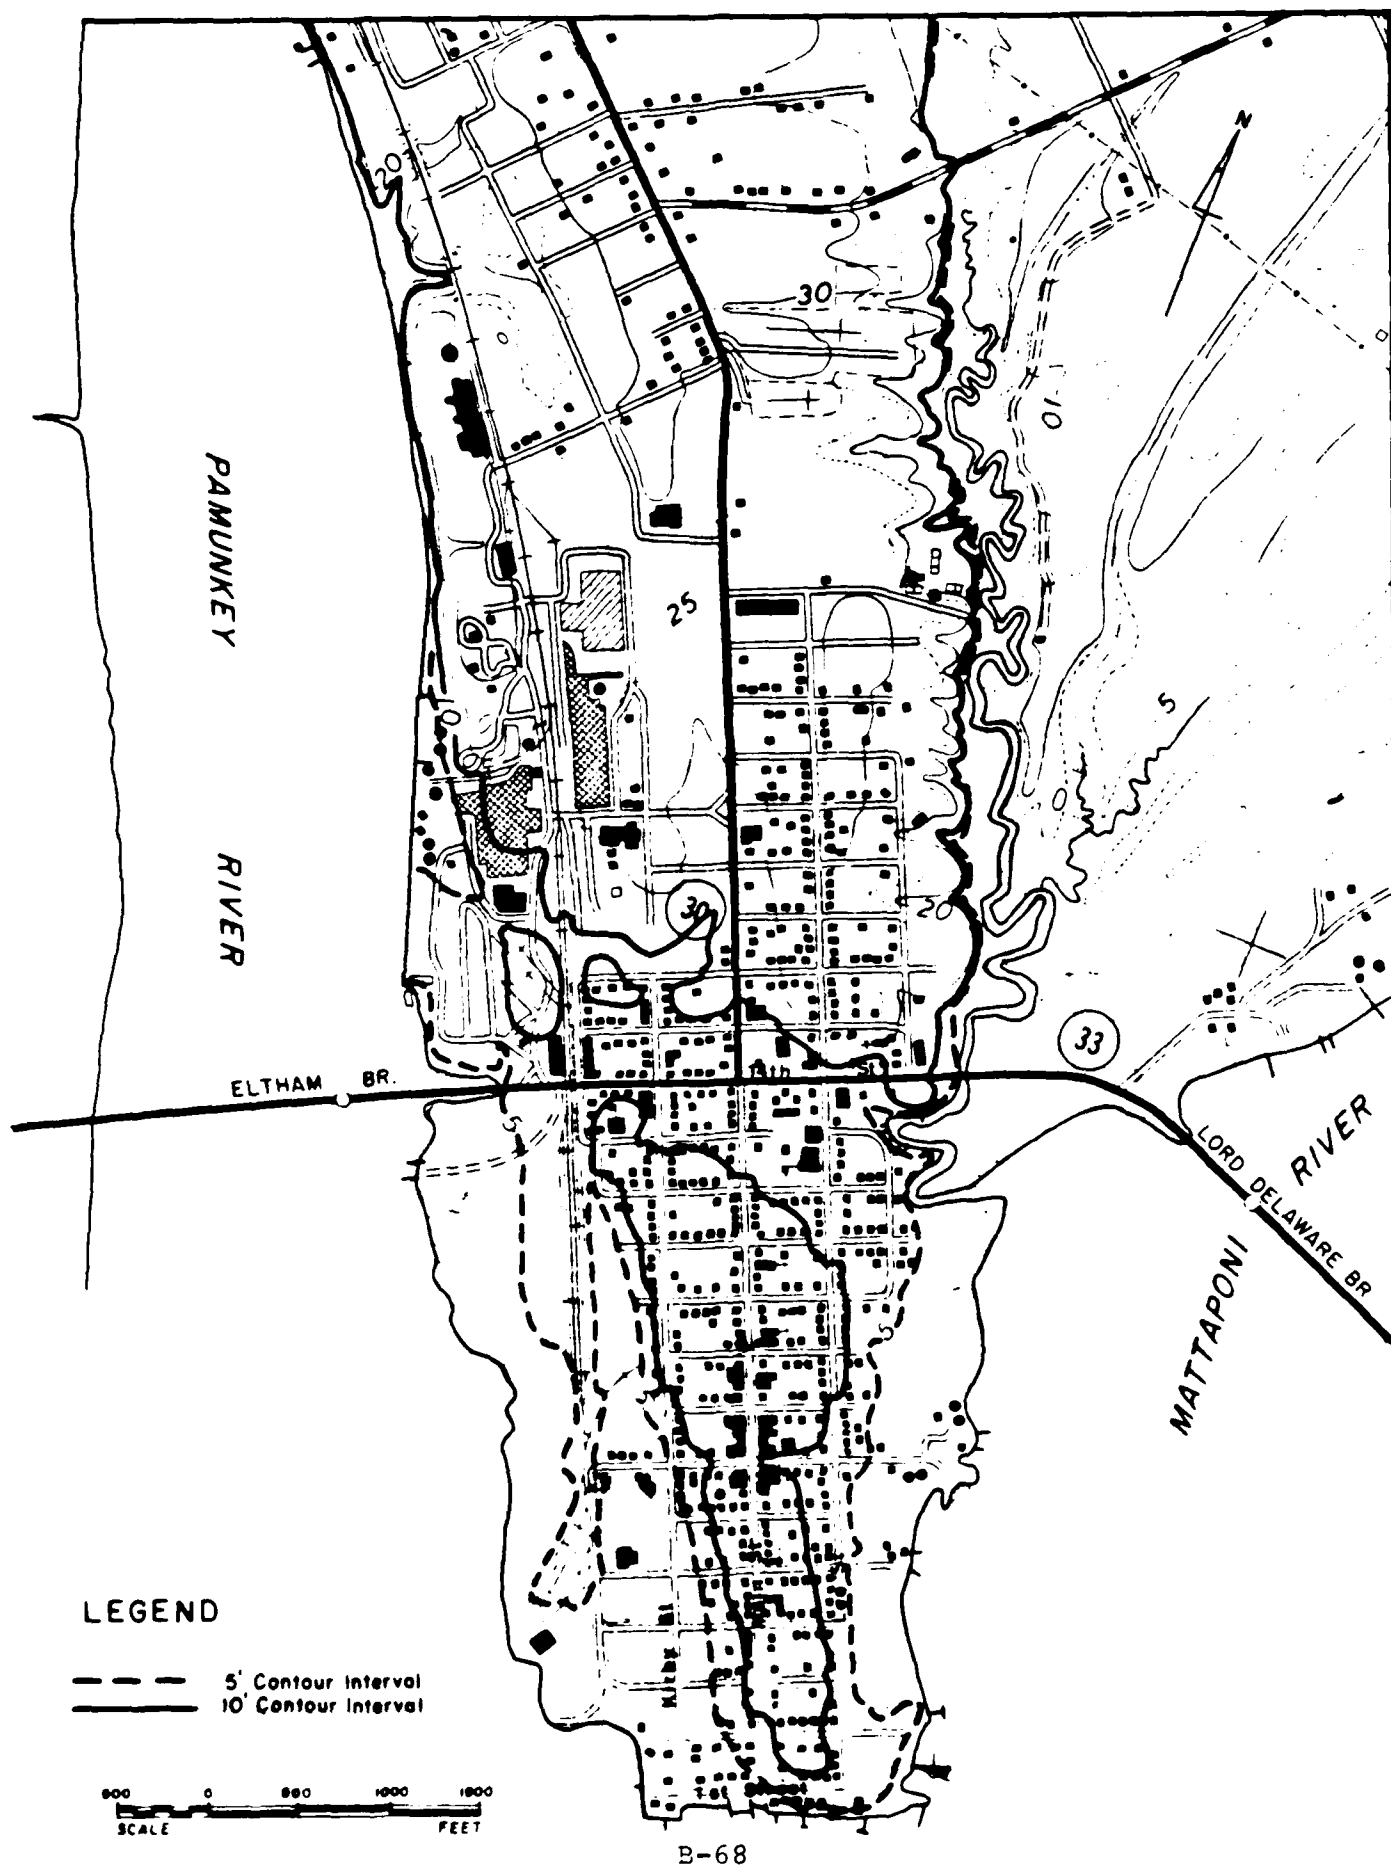 N
20
30
10
PAMUNKEY
RIVER
25
10
5
30
20
33
ELTHAM BR.
13th St
5
LORD DELAWARE BR
MATTAPONI
RIVER
5
LEGEND
5' Contour Interval
10' Contour Interval
500 0 500 1000 1500
SCALE FEET
B-68